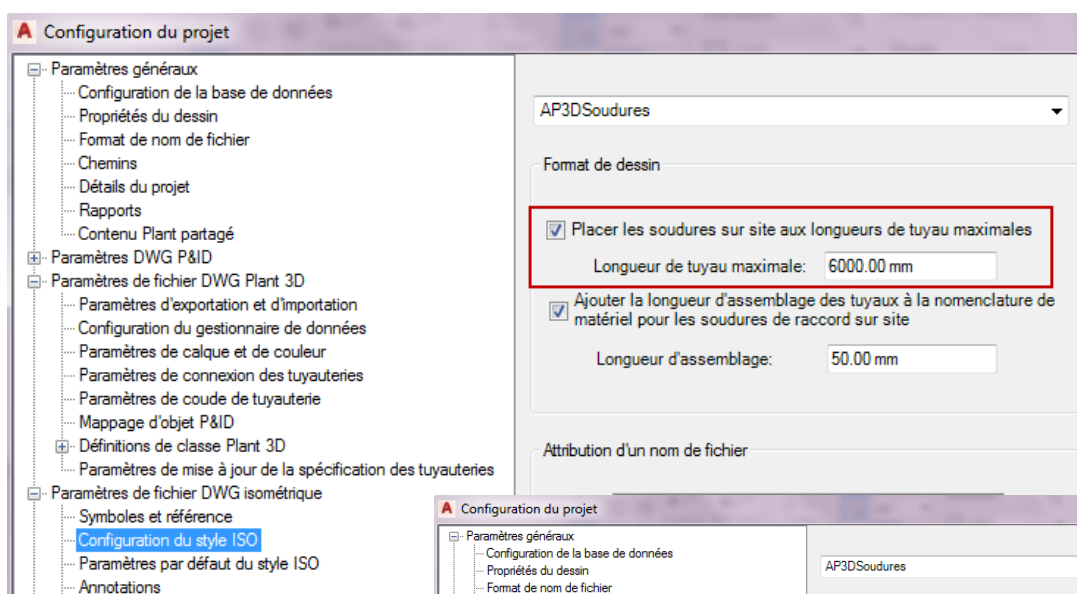 A Configuration du projet
Paramètres généraux
Configuration de la base de données
Propriétés du dessin
Format de nom de fichier
Chemins
Détails du projet
Rapports
Contenu Plant partagé
Paramètres DWG P&ID
Paramètres de fichier DWG Plant 3D
Paramètres d'exportation et d'importation
Configuration du gestionnaire de données
Paramètres de calque et de couleur
Paramètres de connexion des tuyauteries
Paramètres de coude de tuyauterie
Mappage d'objet P&ID
Définitions de classe Plant 3D
Paramètres de mise à jour de la spécification des tuyauteries
Paramètres de fichier DWG isométrique
Symboles et référence
Configuration du style ISO
Paramètres par défaut du style ISO
Annotations
AP3DSoudures
Format de dessin
Placer les soudures sur site aux longueurs de tuyau maximales
Longueur de tuyau maximale: 6000.00 mm
Ajouter la longueur d'assemblage des tuyaux à la nomenclature de
matériel pour les soudures de raccord sur site
Longueur d'assemblage: 50.00 mm
Attribution d'un nom de fichier
A Configuration du projet
Paramètres généraux
Configuration de la base de données
Propriétés du dessin
Format de nom de fichier
AP3DSoudures